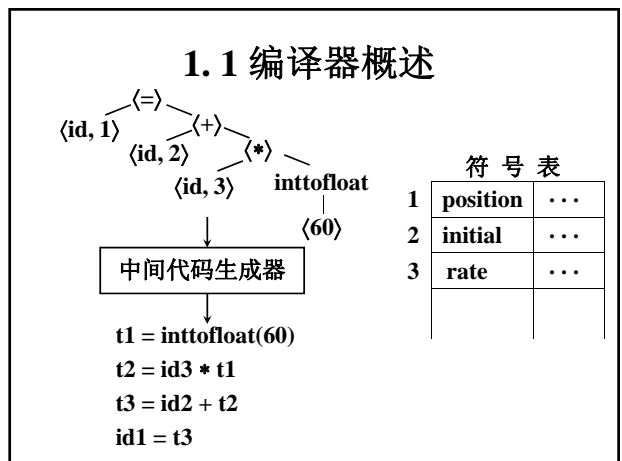 1.1 编译器概述
⟨=⟩
⟨id, 1⟩ ⟨+⟩
⟨id, 2⟩ ⟨*⟩
⟨id, 3⟩ inttofloat
⟨60⟩
中间代码生成器
t1 = inttofloat(60)
t2 = id3 * t1
t3 = id2 + t2
id1 = t3
符 号 表
1 position ···
2 initial ···
3 rate ···